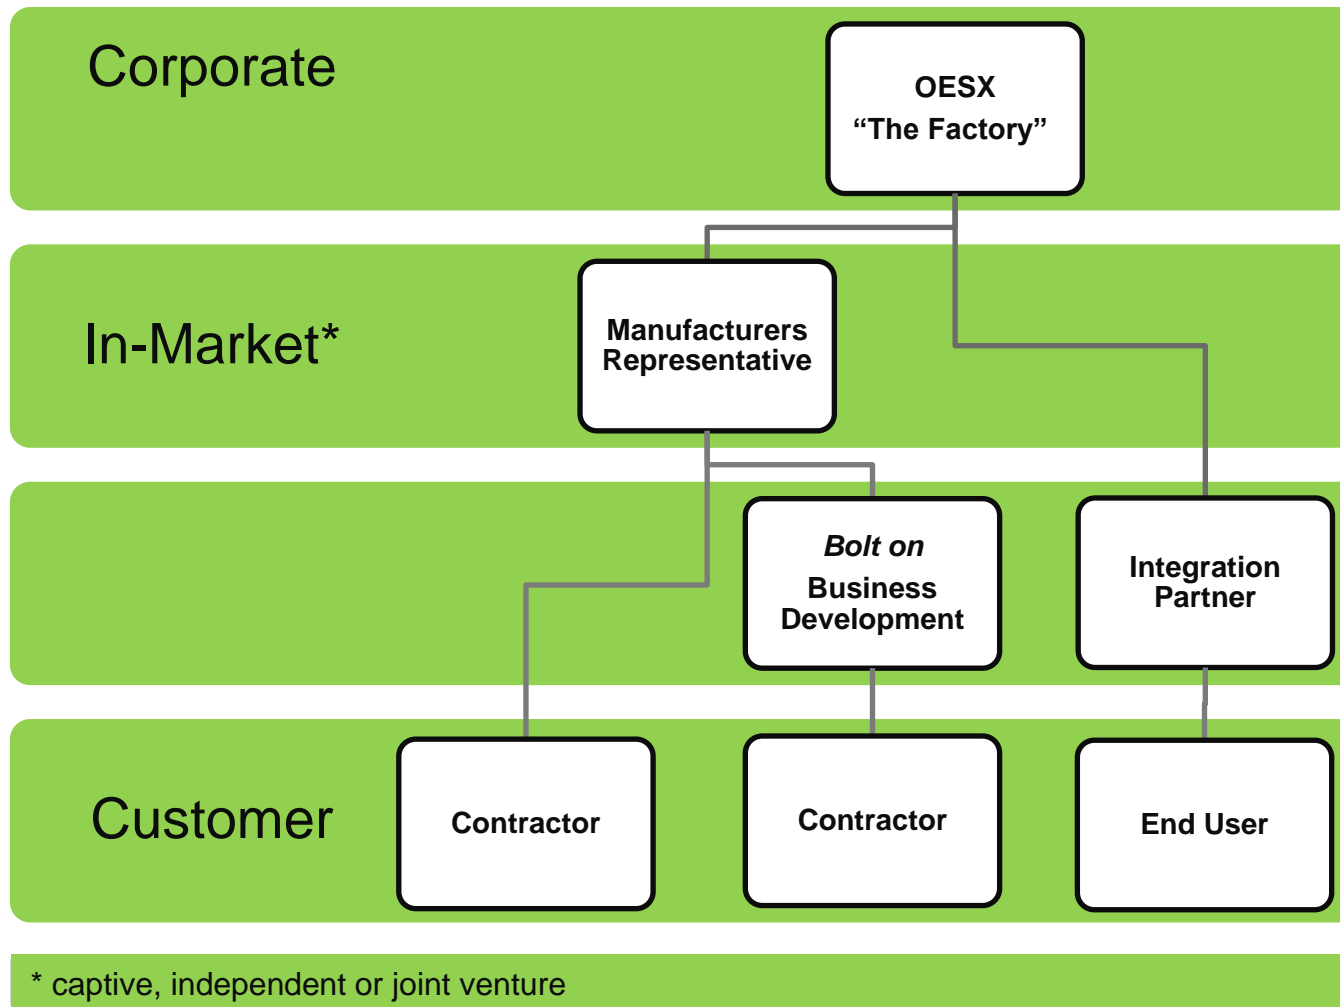 Corporate
OESX
“The Factory”
In-Market*
Manufacturers
Representative
Bolt on
Business
Development
Integration
Partner
Customer
Contractor
Contractor
End User
* captive, independent or joint venture